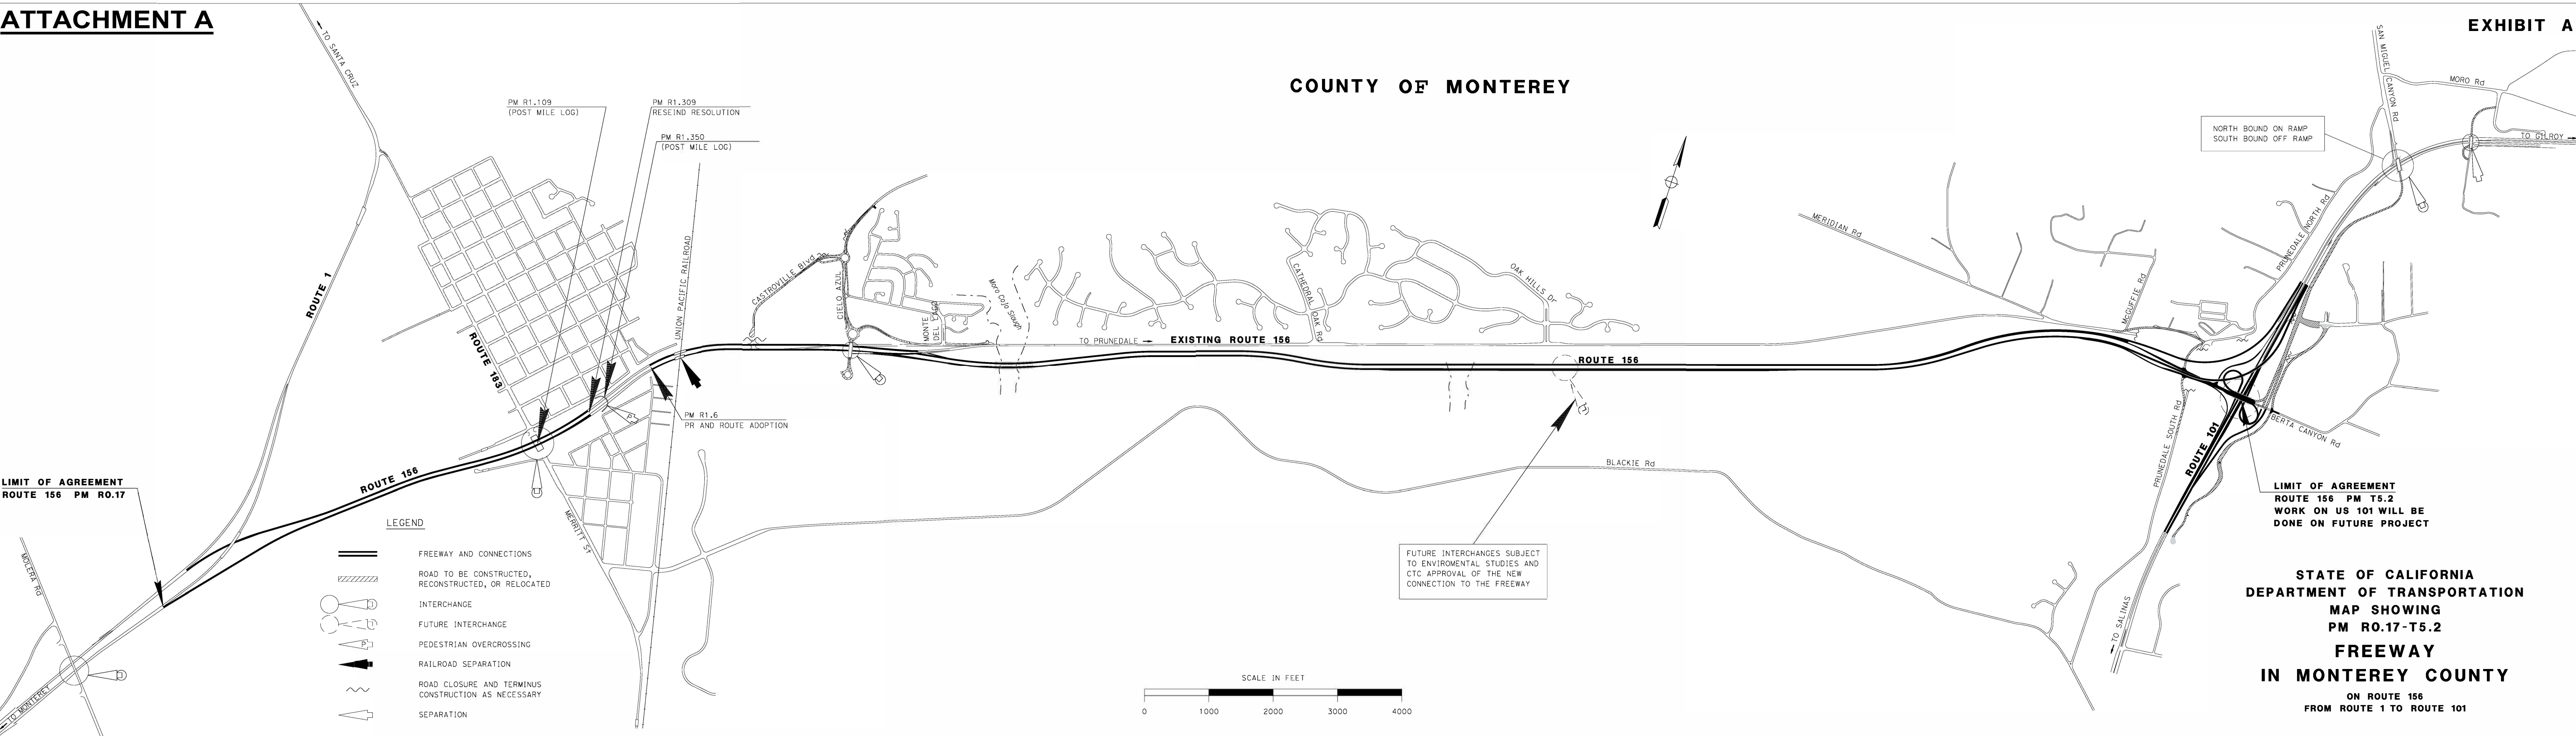 ATTACHMENT A
EXHIBIT A
COUNTY OF MONTEREY
TO SANTA CRUZ
PM R1.109
(POST MILE LOG)
PM R1.309
RESEIND RESOLUTION
PM R1.350
(POST MILE LOG)
SAN MIGUEL CANYON Rd
MORO Rd
NORTH BOUND ON RAMP
SOUTH BOUND OFF RAMP
TO GILROY
ROUTE 1
ROUTE 183
UNION PACIFIC RAILROAD
CASTROVILLE Blvd
CIELO AZUL
MONTE
DEL LAGO
Moro Cojo Slough
CATHEDRAL OAK Rd
OAK HILLS Dr
MERIDIAN Rd
McGUFFIE Rd
PRUNEDALE NORTH Rd
TO PRUNEDALE
EXISTING ROUTE 156
ROUTE 156
PM R1.6
PR AND ROUTE ADOPTION
PRUNEDALE SOUTH Rd
ROUTE 101
BERTA CANYON Rd
BLACKIE Rd
ROUTE 156
LIMIT OF AGREEMENT
ROUTE 156 PM R0.17
MERRITT St
MOLERA Rd
TO MONTEREY
LEGEND
FREEWAY AND CONNECTIONS
ROAD TO BE CONSTRUCTED,
RECONSTRUCTED, OR RELOCATED
INTERCHANGE
FUTURE INTERCHANGE
P
PEDESTRIAN OVERCROSSING
RAILROAD SEPARATION
ROAD CLOSURE AND TERMINUS
CONSTRUCTION AS NECESSARY
SEPARATION
FUTURE INTERCHANGES SUBJECT
TO ENVIROMENTAL STUDIES AND
CTC APPROVAL OF THE NEW
CONNECTION TO THE FREEWAY
SCALE IN FEET
0 1000 2000 3000 4000
LIMIT OF AGREEMENT
ROUTE 156 PM T5.2
WORK ON US 101 WILL BE
DONE ON FUTURE PROJECT
TO SALINAS
STATE OF CALIFORNIA
DEPARTMENT OF TRANSPORTATION
MAP SHOWING
PM R0.17-T5.2
FREEWAY
IN MONTEREY COUNTY
ON ROUTE 156
FROM ROUTE 1 TO ROUTE 101